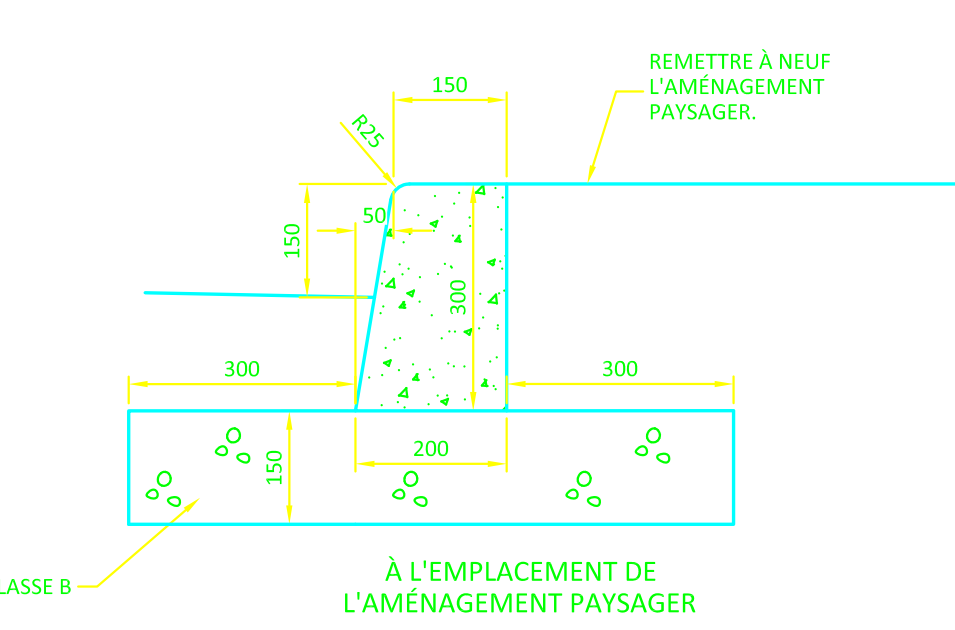 REMETTRE À NEUF
L'AMÉNAGEMENT
PAYSAGER.
150
R25
50
150
300
300
300
200
150
LASSE B
À L'EMPLACEMENT DE
L'AMÉNAGEMENT PAYSAGER